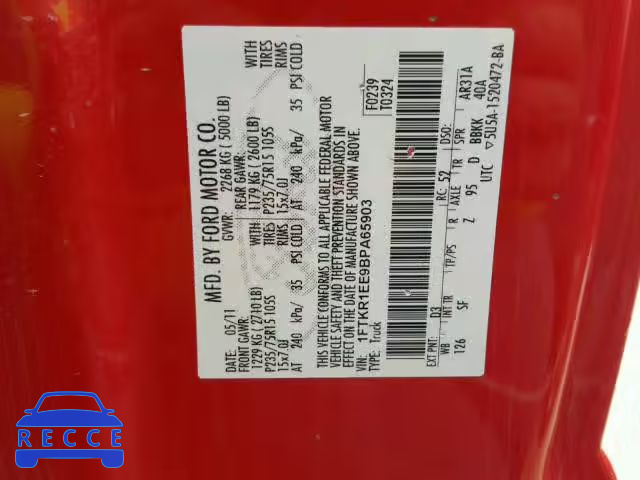 MFD. BY FORD MOTOR CO.
DATE: 05/11 GVWR: 2268 KG ( 5000 LB)
FRONT GAWR: REAR GAWR: WITH
1229 KG ( 2710 LB) 1179 KG ( 2600 LB) TIRES
P235/75R15 105S TIRES P235/75R15 105S RIMS
15x7.0J RIMS 15x7.0J
AT 240 kPa/ 35 PSI COLD AT 240 kPa/ 35 PSI COLD
THIS VEHICLE CONFORMS TO ALL APPLICABLE FEDERAL MOTOR
VEHICLE SAFETY AND THEFT PREVENTION STANDARDS IN
EFFECT ON THE DATE OF MANUFACTURE SHOWN ABOVE.
VIN: 1FTKR1EE9BPA65903
TYPE: Truck
F0239
T0324
EXT PNT: D3 RC: 52 DSO:
WB INT TR TP/PS R AXLE TR SPR AR31A
126 SF Z 95 D BBKK 40A
UTC ▽5U5A-1520472-BA
RECCE